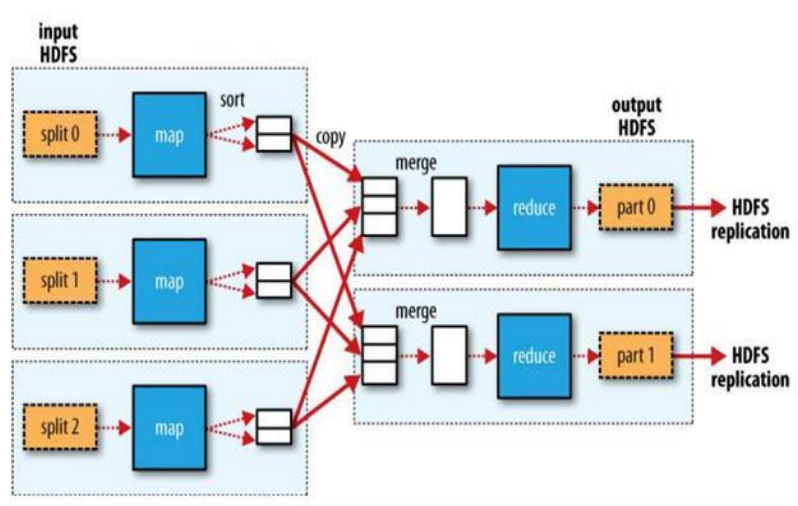 input
HDFS
split 0
map
sort
copy
split 1
map
split 2
map
output
HDFS
merge
reduce
part 0
HDFS
replication
merge
reduce
part 1
HDFS
replication